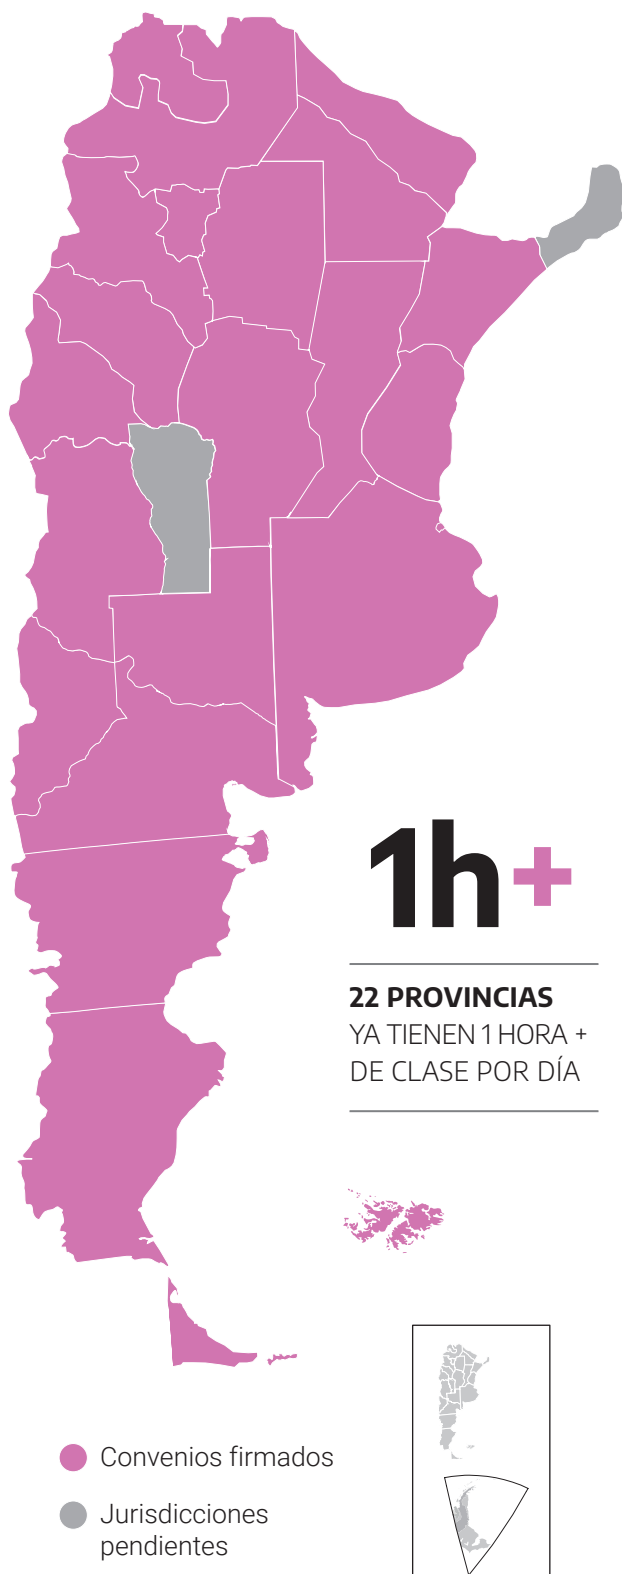 1h+
22 PROVINCIAS
YA TIENEN 1 HORA +
DE CLASE POR DÍA
Convenios firmados
Jurisdicciones
pendientes